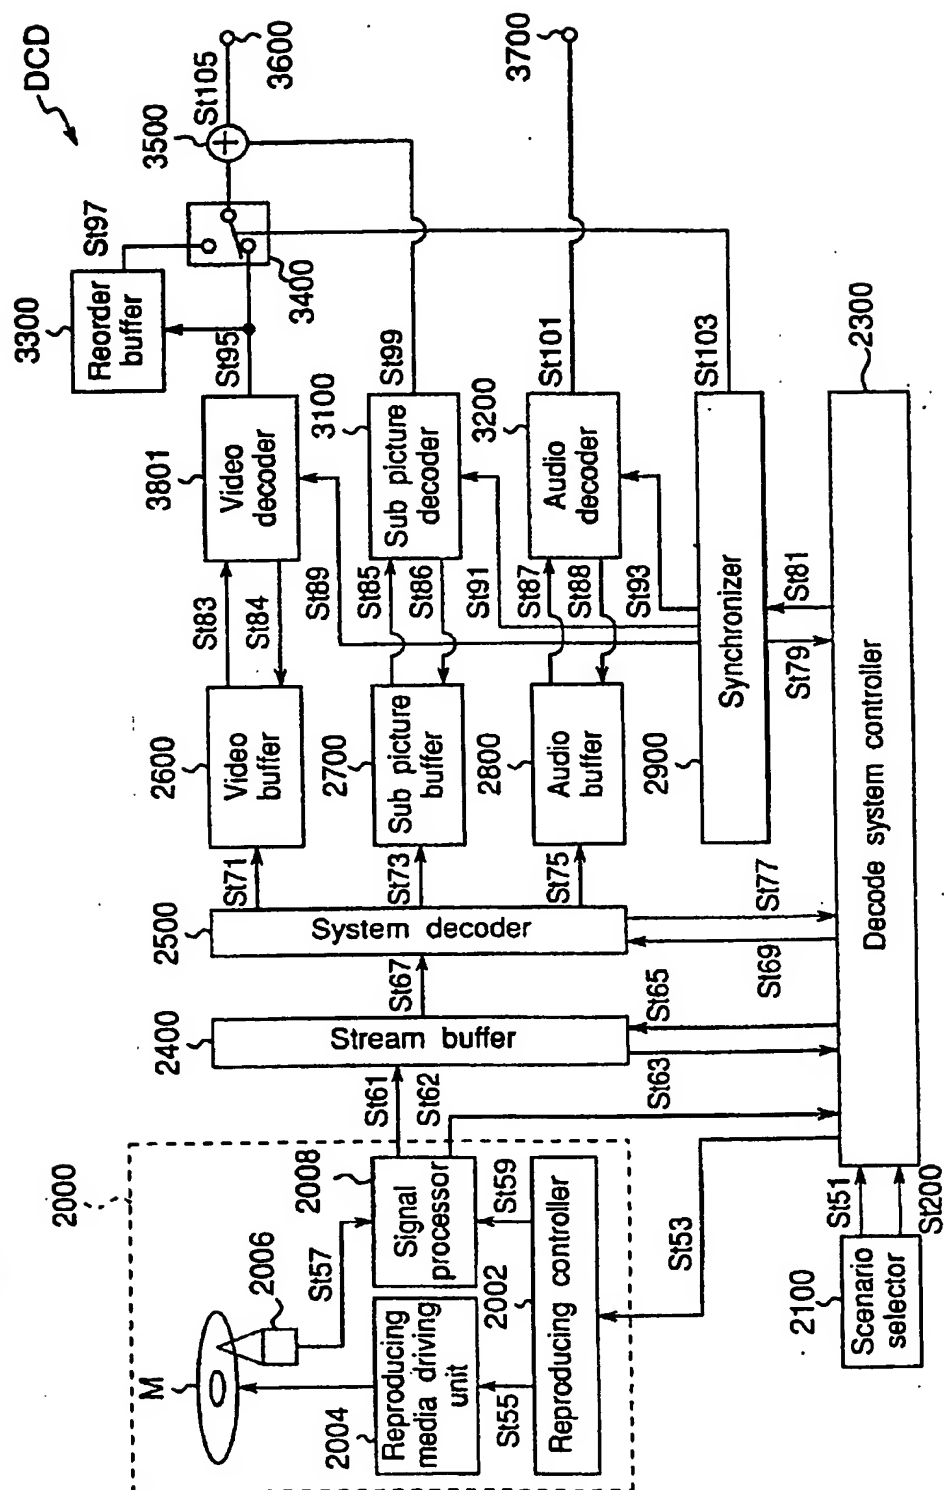 DCD
2000
M
2006
St57
2004
Reproducing
media driving
unit
2008
Signal
processor
St55
2002
St59
Reproducing controller
St53
2100
Scenario
selector
St51
St200
St61
St62
2400
Stream buffer
St63
St65
St67
2500
System decoder
St69
St77
St71
St73
St75
2600
Video
buffer
2700
Sub picture
buffer
2800
Audio
buffer
2900
Synchronizer
St79
St81
St83
St84
St89
St85
St86
St91
St87
St88
St93
3801
Video
decoder
3100
Sub picture
decoder
3200
Audio
decoder
St95
St99
St101
St103
2300
Decode system controller
3300
Reorder
buffer
St97
3400
3500
St105
3600
3700